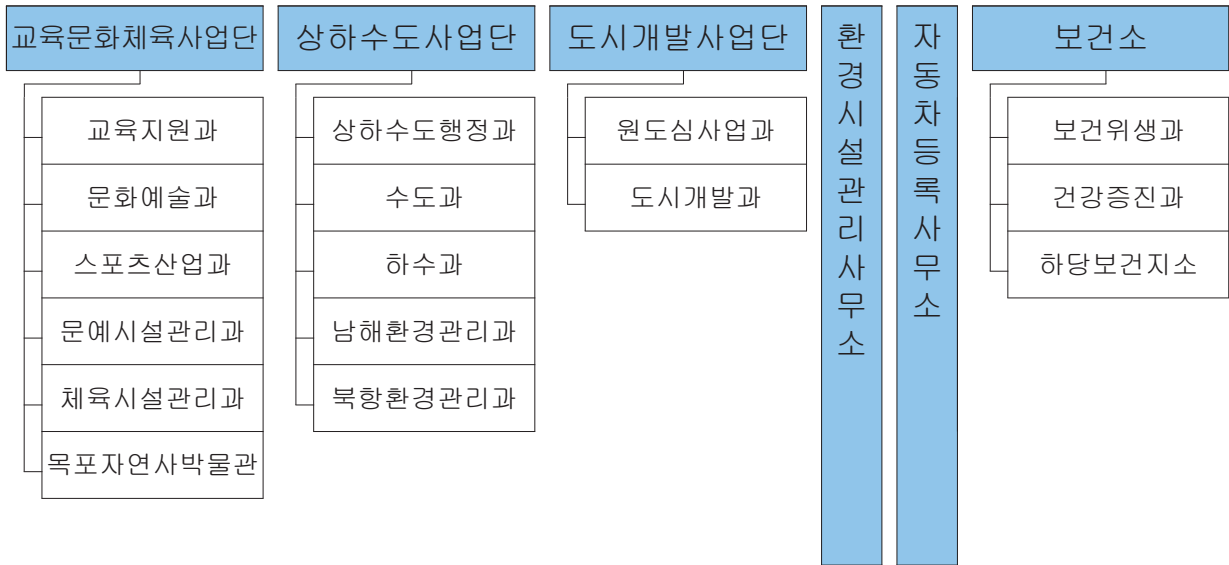 교육문화체육사업단
교육지원과
문화예술과
스포츠산업과
문예시설관리과
체육시설관리과
목포자연사박물관
상하수도사업단
상하수도행정과
수도과
하수과
남해환경관리과
북항환경관리과
도시개발사업단
원도심사업과
도시개발과
환경시설관리사무소
자동차등록사무소
보건소
보건위생과
건강증진과
하당보건지소